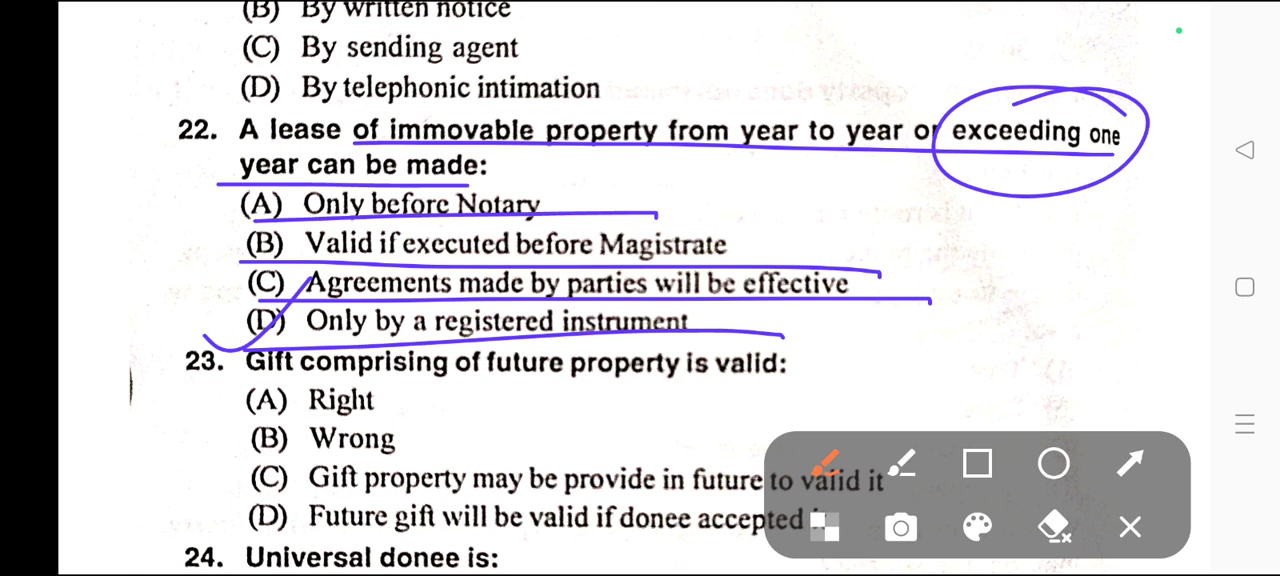 (B) By written notice
(C) By sending agent
(D) By telephonic intimation
22. A lease of immovable property from year to year or exceeding one
year can be made:
(A) Only before Notary
(B) Valid if executed before Magistrate
(C) Agreements made by parties will be effective
(D) Only by a registered instrument
23. Gift comprising of future property is valid:
(A) Right
(B) Wrong
(C) Gift property may be provide in future to valid it
(D) Future gift will be valid if donee accepted
24. Universal donee is: